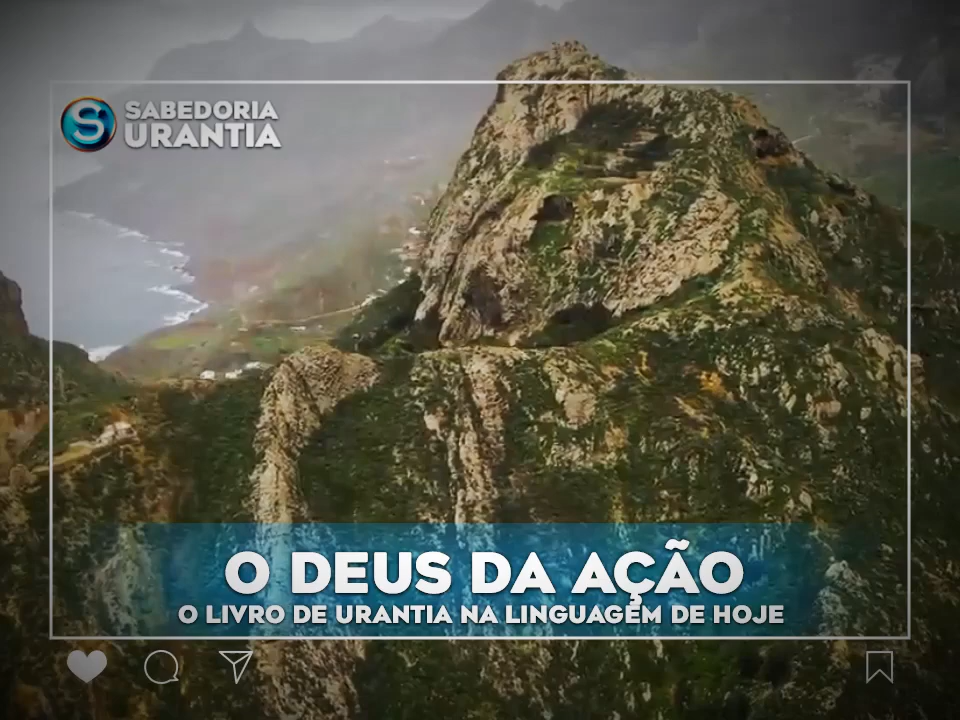 S
SABEDORIA
URANTIA
O DEUS DA AÇÃO
O LIVRO DE URANTIA NA LINGUAGEM DE HOJE